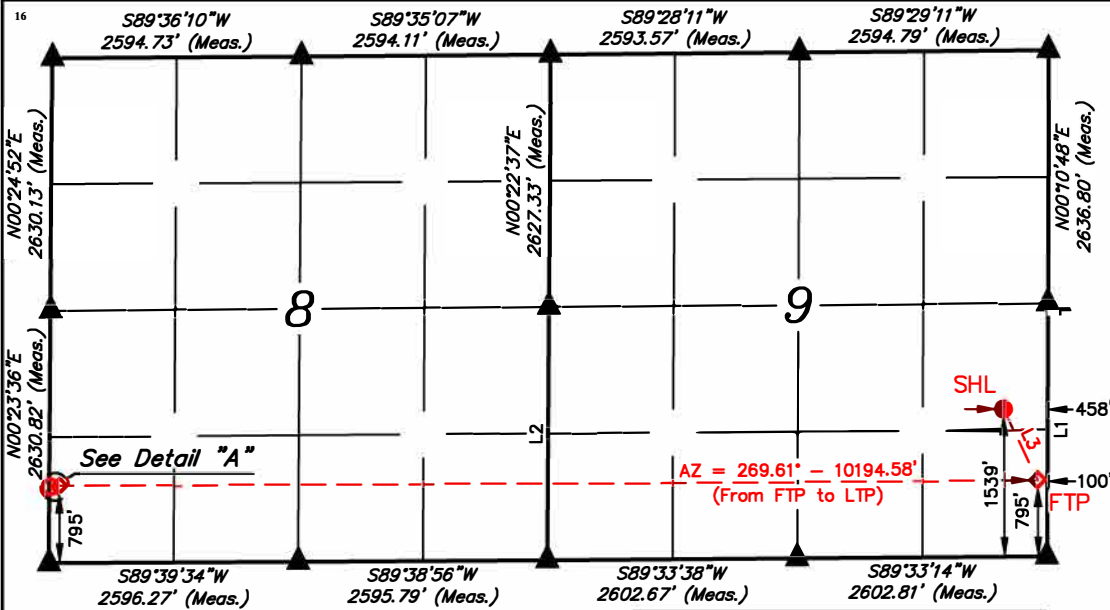 16
S89°36'10"W
2594.73' (Meas.)
S89°35'07"W
2594.11' (Meas.)
S89°28'11"W
2593.57' (Meas.)
S89°29'11"W
2594.79' (Meas.)
N00°24'52"E
2630.13' (Meas.)
N00°22'37"E
2627.33' (Meas.)
N00°10'48"E
2636.80' (Meas.)
8
9
N00°23'36"E
2630.82' (Meas.)
SHL
458'
L1
L2
L3
See Detail "A"
AZ = 269.61° - 10194.58'
(From FTP to LTP)
1539'
795'
100'
FTP
795'
S89°39'34"W
2596.27' (Meas.)
S89°38'56"W
2595.79' (Meas.)
S89°33'38"W
2602.67' (Meas.)
S89°33'14"W
2602.81' (Meas.)